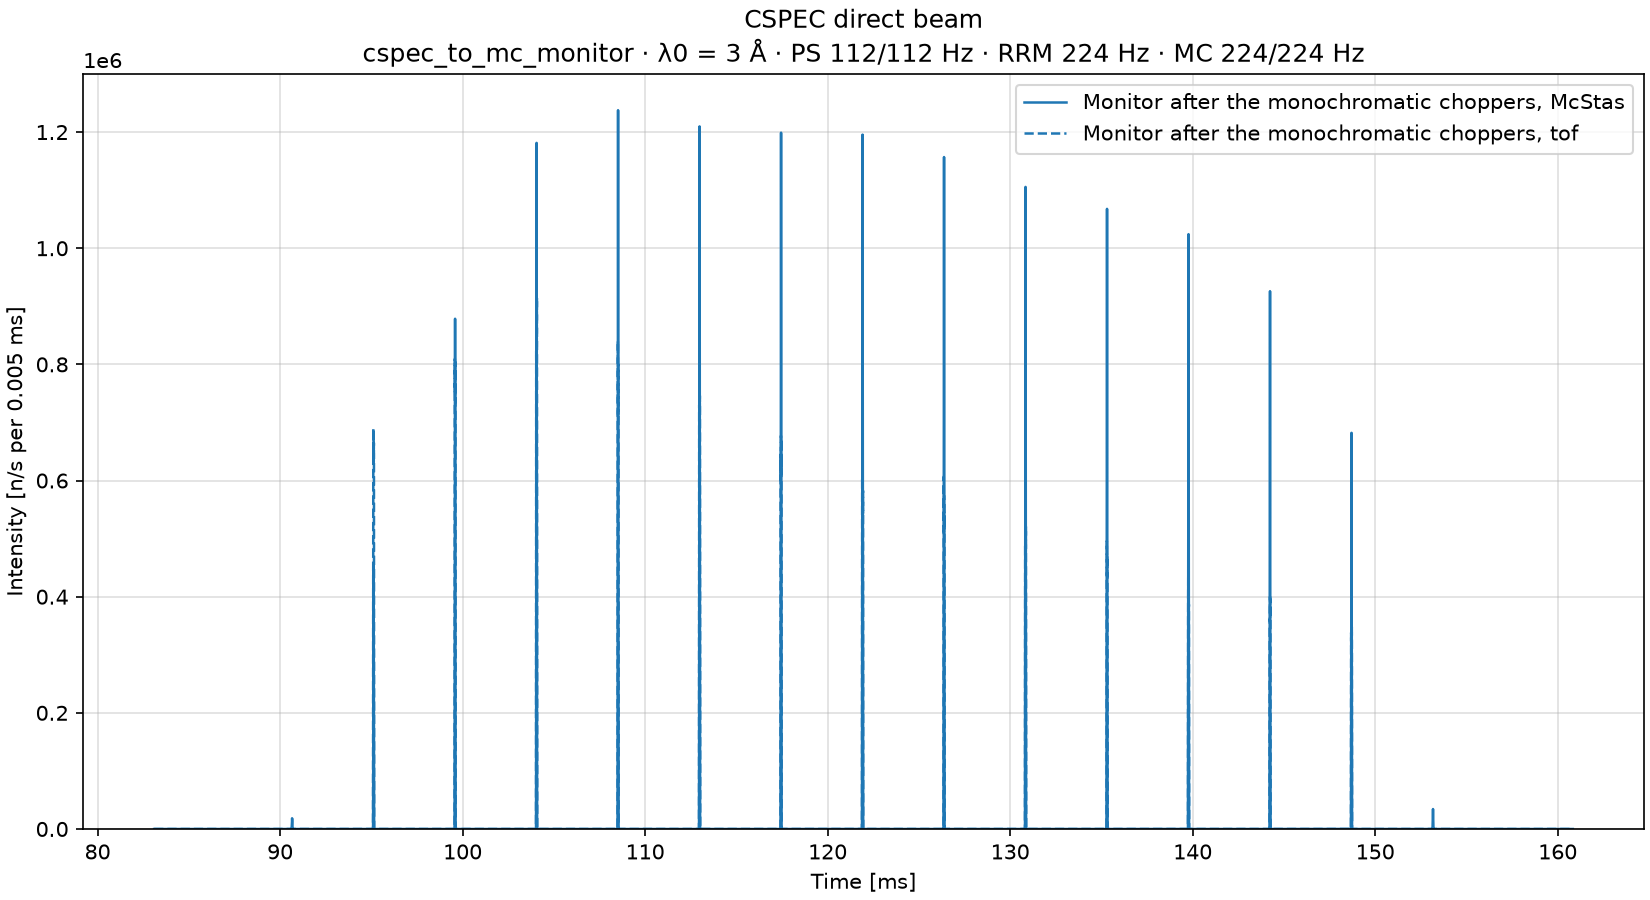 CSPEC direct beam
cspec_to_mc_monitor · λ0 = 3 Å · PS 112/112 Hz · RRM 224 Hz · MC 224/224 Hz
1e6
Monitor after the monochromatic choppers, McStas
Monitor after the monochromatic choppers, tof
1.2
1.0
0.8
0.6
0.4
0.2
0.0
Intensity [n/s per 0.005 ms]
80 90 100 110 120 130 140 150 160
Time [ms]